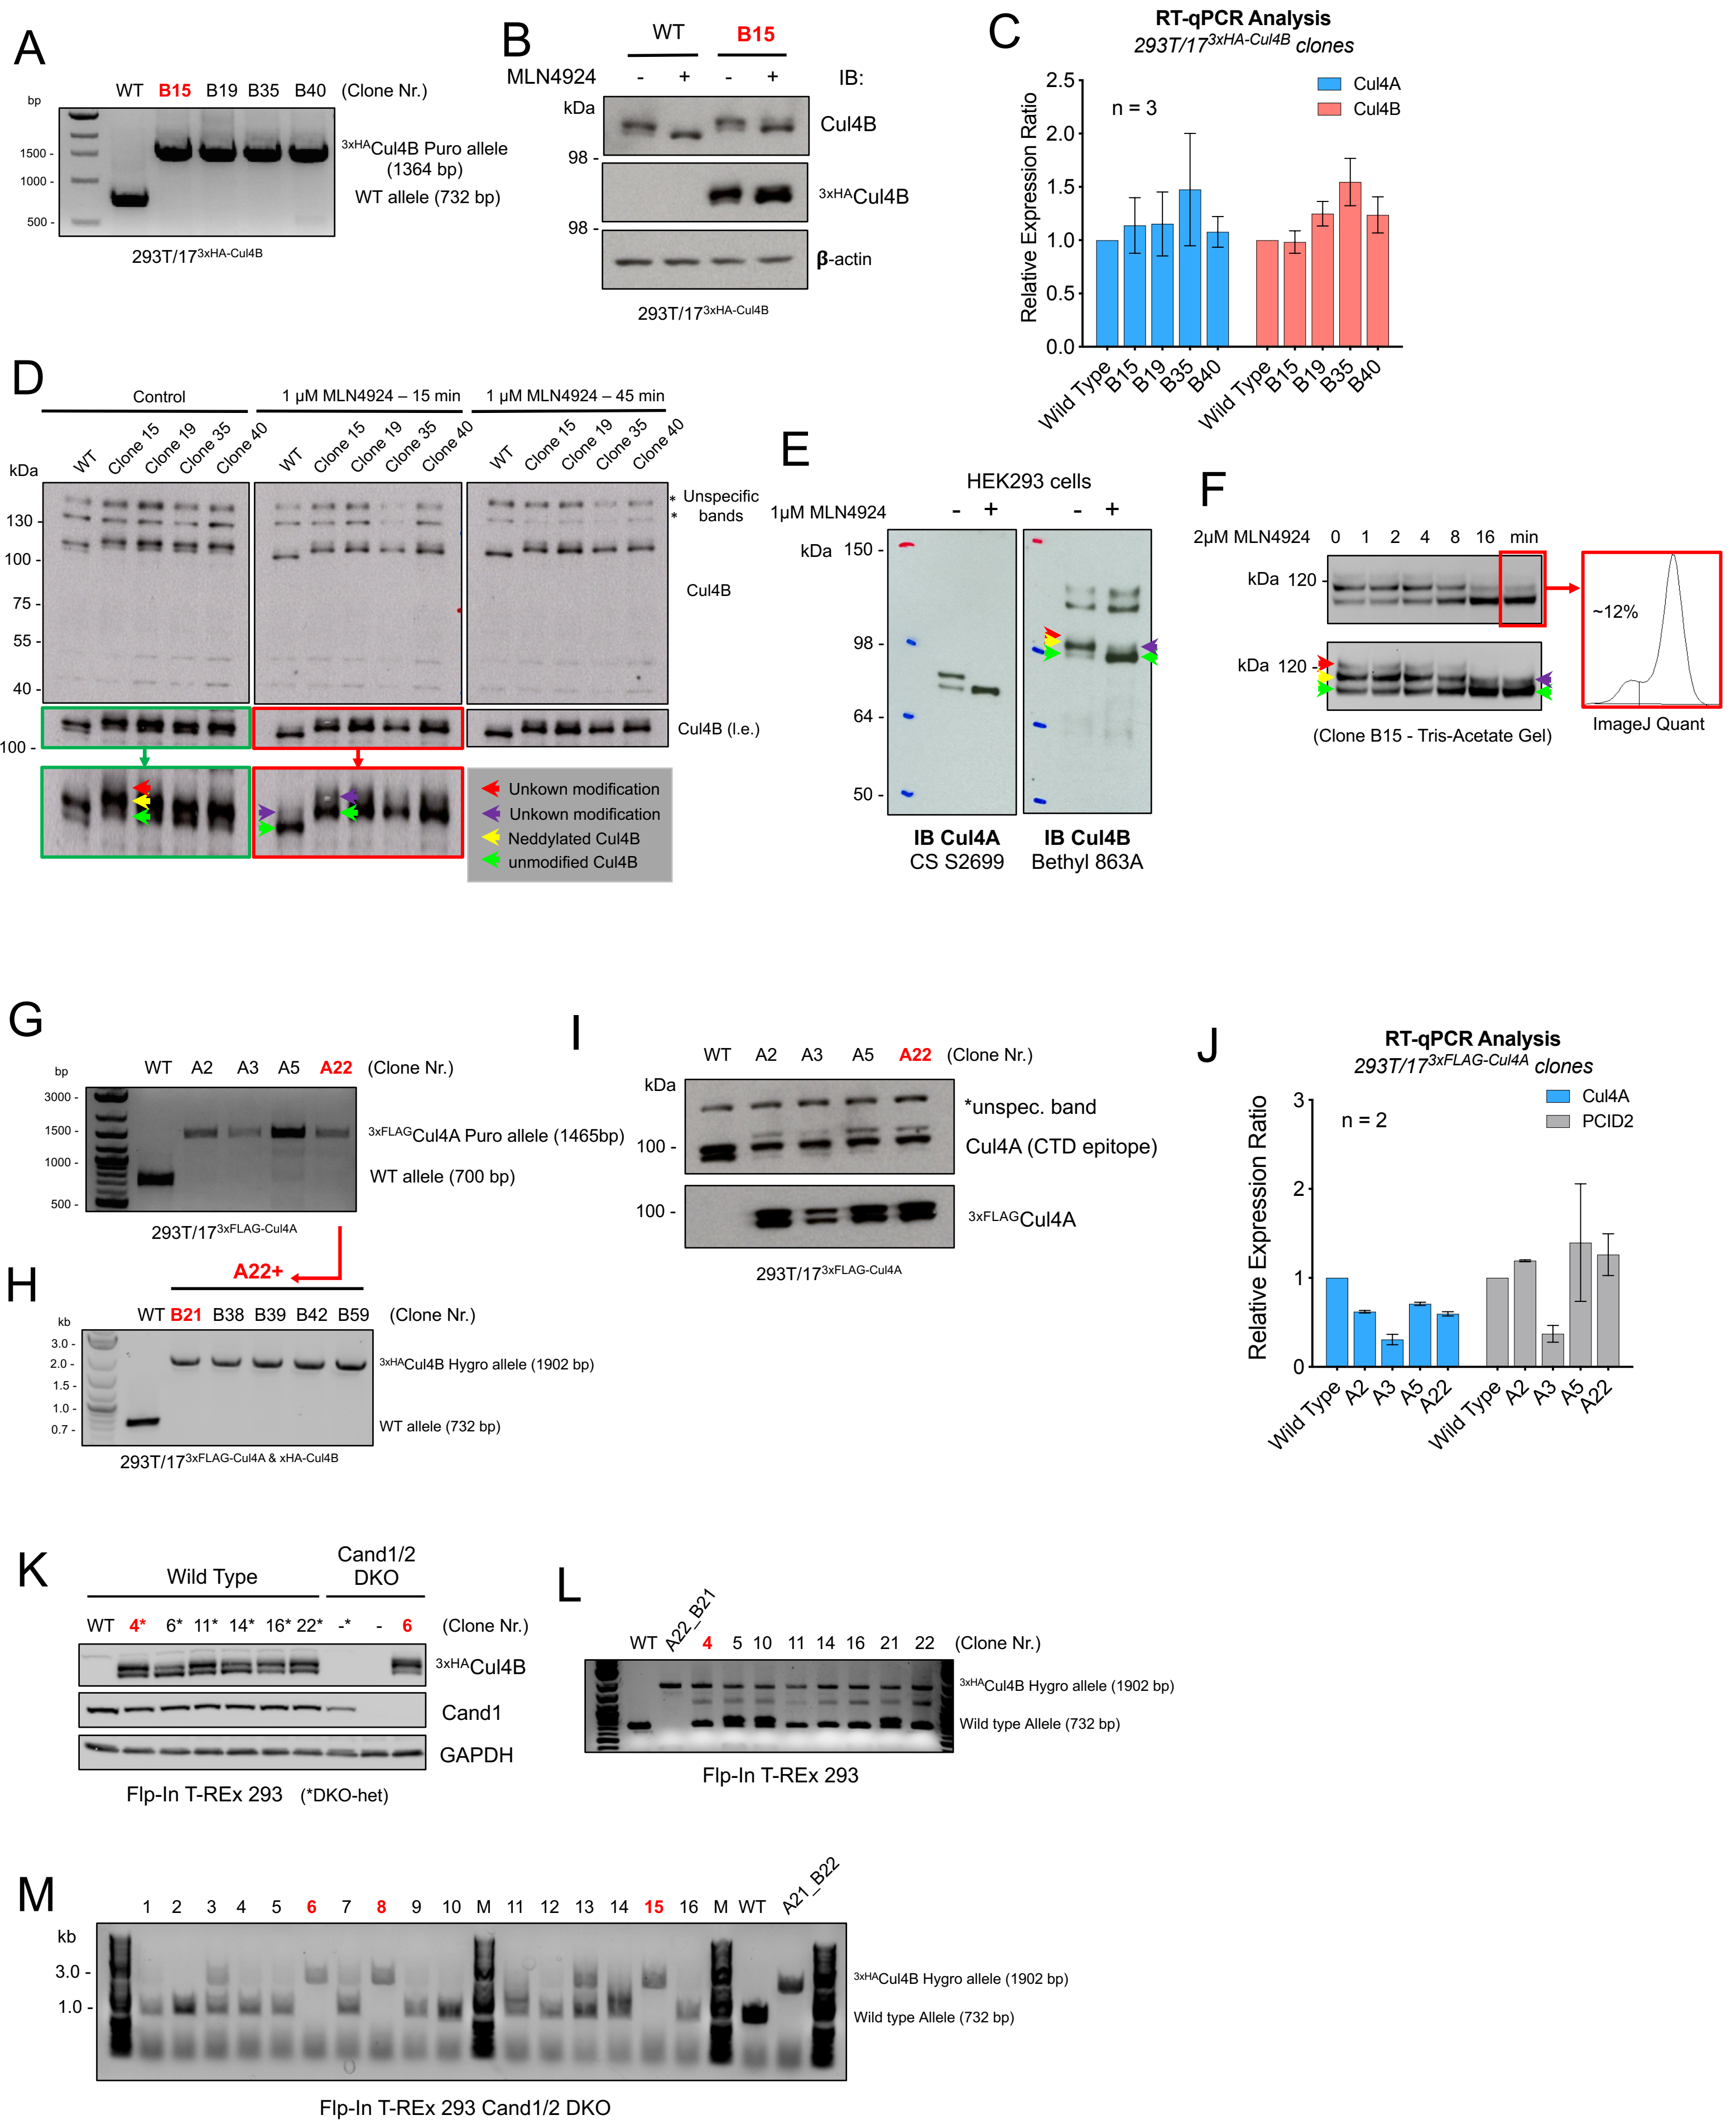 A
bp
WT B15 B19 B35 B40 (Clone Nr.)
1500 -
1000 -
500 -
3xHACul4B Puro allele
(1364 bp)
WT allele (732 bp)
293T/17 3xHA-Cul4B
B
WT B15
MLN4924 - + - + IB:
kDa
Cul4B
98 -
3xHACul4B
98 -
β-actin
293T/17 3xHA-Cul4B
C
RT-qPCR Analysis
293T/17 3xHA-Cul4B clones
Relative Expression Ratio
2.5
2.0
1.5
1.0
0.5
0.0
n = 3
Cul4A
Cul4B
Wild Type B15 B19 B35 B40 Wild Type B15 B19 B35 B40
D
Control 1 µM MLN4924 – 15 min 1 µM MLN4924 – 45 min
WT Clone 15 Clone 19 Clone 35 Clone 40 WT Clone 15 Clone 19 Clone 35 Clone 40 WT Clone 15 Clone 19 Clone 35 Clone 40
kDa
130 -
100 -
75 -
55 -
40 -
100 -
* Unspecific
* bands
Cul4B
Cul4B (l.e.)
Unkown modification
Unkown modification
Neddylated Cul4B
unmodified Cul4B
E
HEK293 cells
1µM MLN4924 - + - +
kDa 150 -
98 -
64 -
50 -
IB Cul4A IB Cul4B
CS S2699 Bethyl 863A
F
2µM MLN4924 0 1 2 4 8 16 min
kDa 120 -
kDa 120 -
~12%
ImageJ Quant
(Clone B15 - Tris-Acetate Gel)
G
bp
WT A2 A3 A5 A22 (Clone Nr.)
3000 -
1500 -
1000 -
500 -
3xFLAGCul4A Puro allele (1465bp)
WT allele (700 bp)
293T/17 3xFLAG-Cul4A
H
A22+
WT B21 B38 B39 B42 B59 (Clone Nr.)
kb
3.0 -
2.0 -
1.5 -
1.0 -
0.7 -
3xHACul4B Hygro allele (1902 bp)
WT allele (732 bp)
293T/17 3xFLAG-Cul4A & xHA-Cul4B
I
WT A2 A3 A5 A22 (Clone Nr.)
kDa
*unspec. band
100 -
Cul4A (CTD epitope)
100 -
3xFLAGCul4A
293T/17 3xFLAG-Cul4A
J
RT-qPCR Analysis
293T/17 3xFLAG-Cul4A clones
Relative Expression Ratio
3
2
1
0
n = 2
Cul4A
PCID2
Wild Type A2 A3 A5 A22 Wild Type A2 A3 A5 A22
K
Wild Type
Cand1/2
DKO
WT 4* 6* 11* 14* 16* 22* -* - 6 (Clone Nr.)
3xHACul4B
Cand1
GAPDH
Flp-In T-REx 293 (*DKO-het)
L
WT A22_B21 4 5 10 11 14 16 21 22 (Clone Nr.)
3xHACul4B Hygro allele (1902 bp)
Wild type Allele (732 bp)
Flp-In T-REx 293
M
1 2 3 4 5 6 7 8 9 10 M 11 12 13 14 15 16 M WT A21_B22
kb
3.0 -
1.0 -
3xHACul4B Hygro allele (1902 bp)
Wild type Allele (732 bp)
Flp-In T-REx 293 Cand1/2 DKO